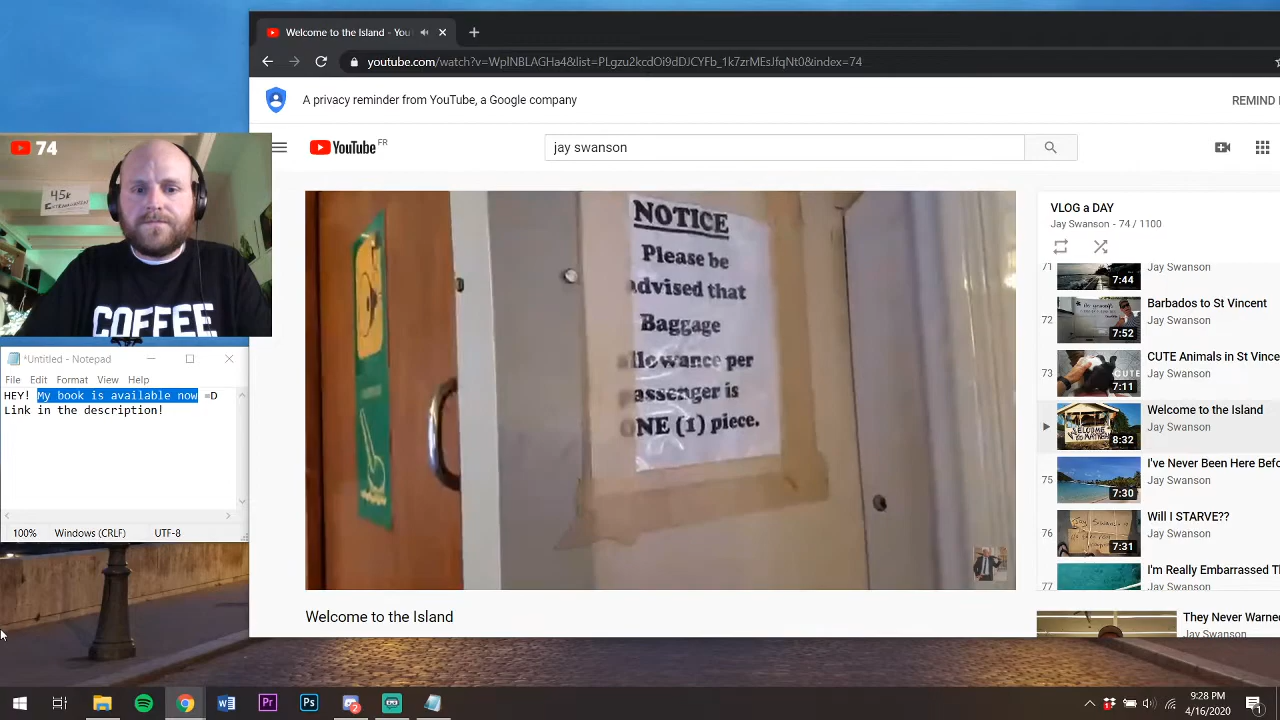 Welcome to the Island - You
youtube.com/watch?v=WpINBLAGHa4&list=PLgzu2kcdOi9dDJCYFb_1k7zrMEsJfqNt0&index=74
A privacy reminder from YouTube, a Google company
REMIND
YouTube FR
jay swanson
74
45k
COFFEE
*Untitled - Notepad
File Edit Format View Help
HEY! My book is available now =D
Link in the description!
100% Windows (CRLF) UTF-8
NOTICE
Please be
advised that
Baggage
allowance per
assenger is
ONE (1) piece.
Welcome to the Island
VLOG a DAY
Jay Swanson - 74 / 1100
71
7:44
Jay Swanson
72
7:52
Barbados to St Vincent
Jay Swanson
73
CUTE
7:11
CUTE Animals in St Vince
Jay Swanson
8:32
Welcome to the Island
Jay Swanson
75
7:30
I've Never Been Here Befo
Jay Swanson
76
7:31
Will I STARVE??
Jay Swanson
77
I'm Really Embarrassed T
Jay Swanson
They Never Warne
Jay Swanson
9:28 PM
4/16/2020